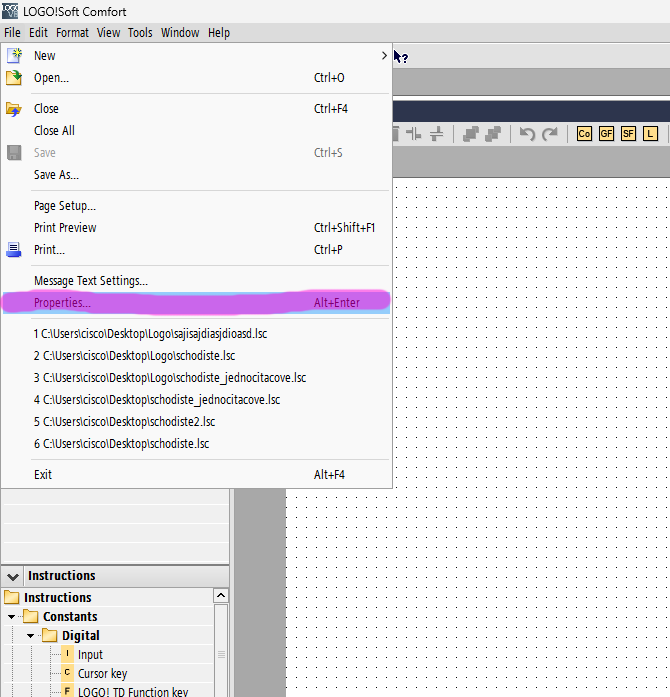 LOGO!Soft Comfort
File Edit Format View Tools Window Help
New
Open... Ctrl+O
Close Ctrl+F4
Close All
Save Ctrl+S
Save As...
Page Setup...
Print Preview Ctrl+Shift+F1
Print... Ctrl+P
Message Text Settings...
Properties... Alt+Enter
1 C:\Users\cisco\Desktop\Logo\sajisajdiasjdioasd.lsc
2 C:\Users\cisco\Desktop\Logo\schodiste.lsc
3 C:\Users\cisco\Desktop\Logo\schodiste_jednocitacove.lsc
4 C:\Users\cisco\Desktop\schodiste_jednocitacove.lsc
5 C:\Users\cisco\Desktop\schodiste2.lsc
6 C:\Users\cisco\Desktop\schodiste.lsc
Exit Alt+F4
Co GF SF L
Instructions
Instructions
Constants
Digital
I Input
C Cursor key
F LOGO! TD Function key